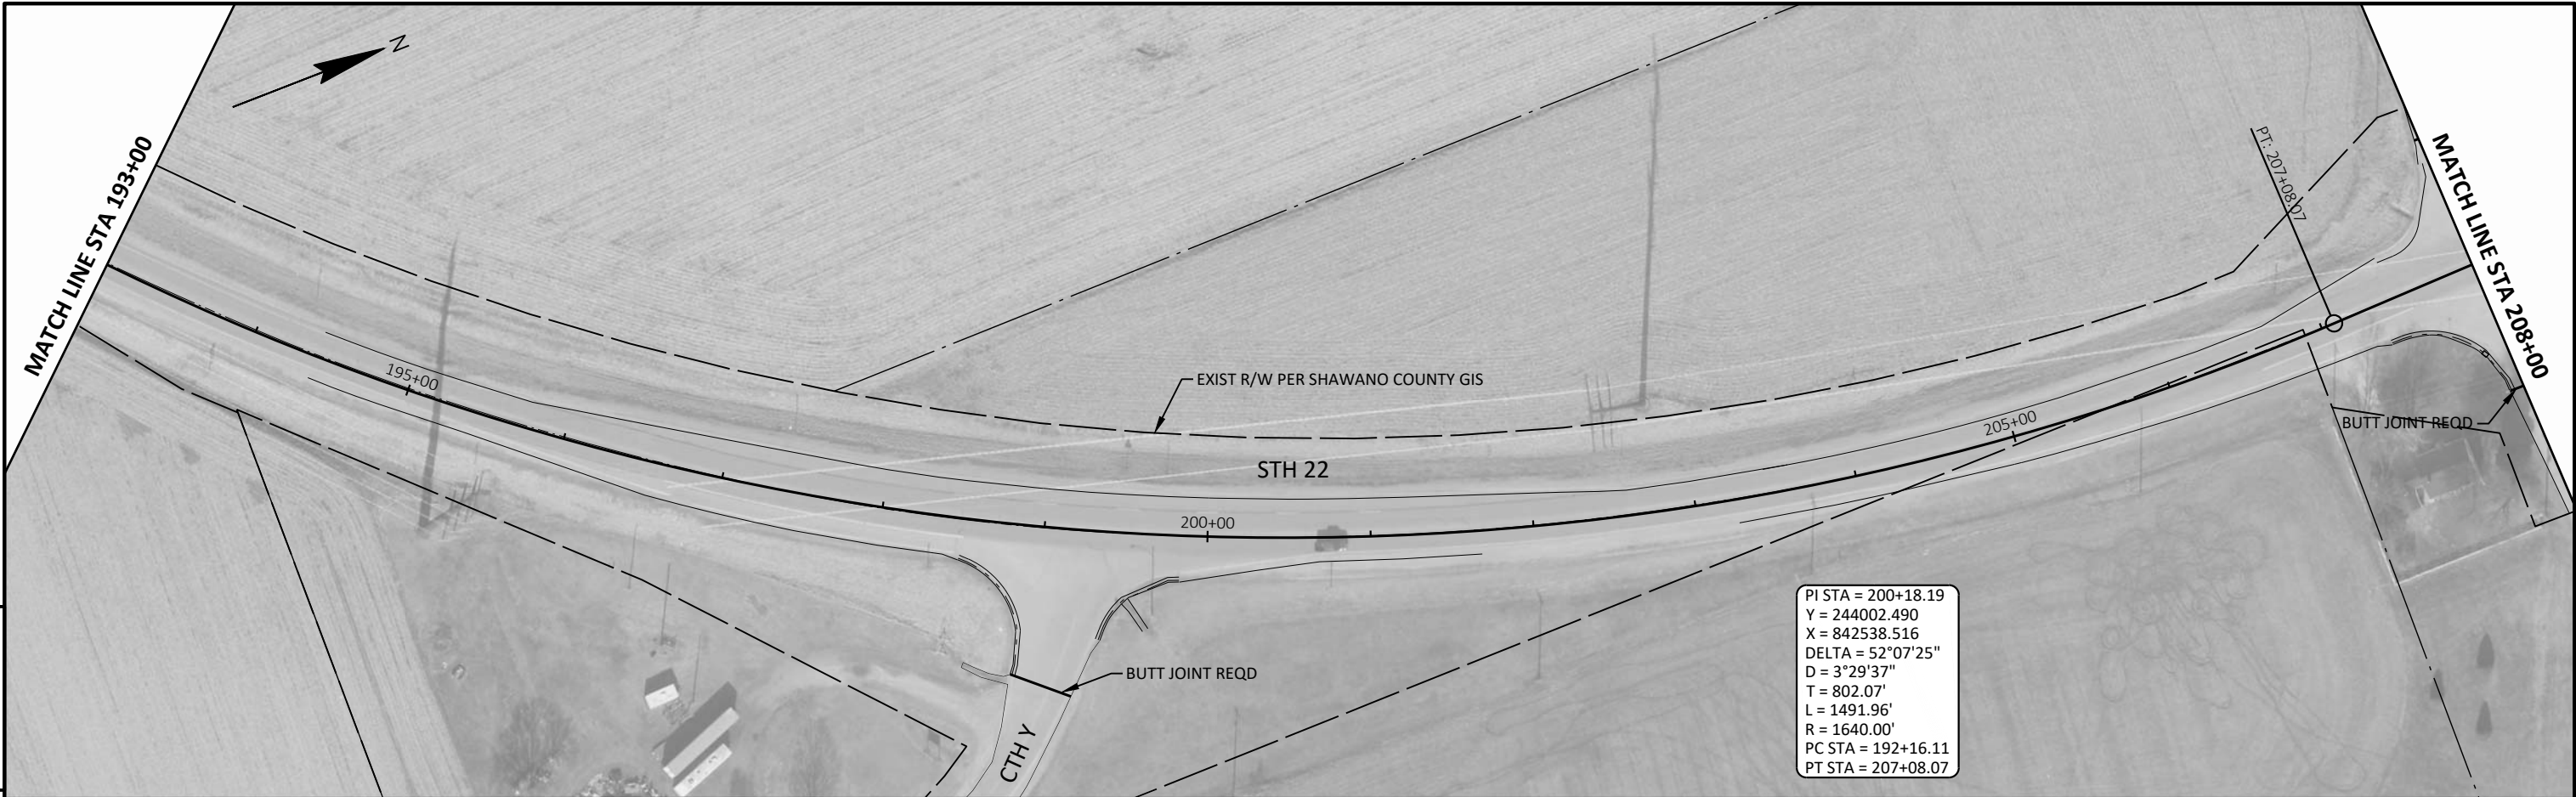 N
MATCH LINE STA 193+00
PT: 207+08.07
MATCH LINE STA 208+00
195+00
EXIST R/W PER SHAWANO COUNTY GIS
205+00
BUTT JOINT REQD
STH 22
200+00
BUTT JOINT REQD
CTH Y
PI STA = 200+18.19
Y = 244002.490
X = 842538.516
DELTA = 52°07'25"
D = 3°29'37"
T = 802.07'
L = 1491.96'
R = 1640.00'
PC STA = 192+16.11
PT STA = 207+08.07